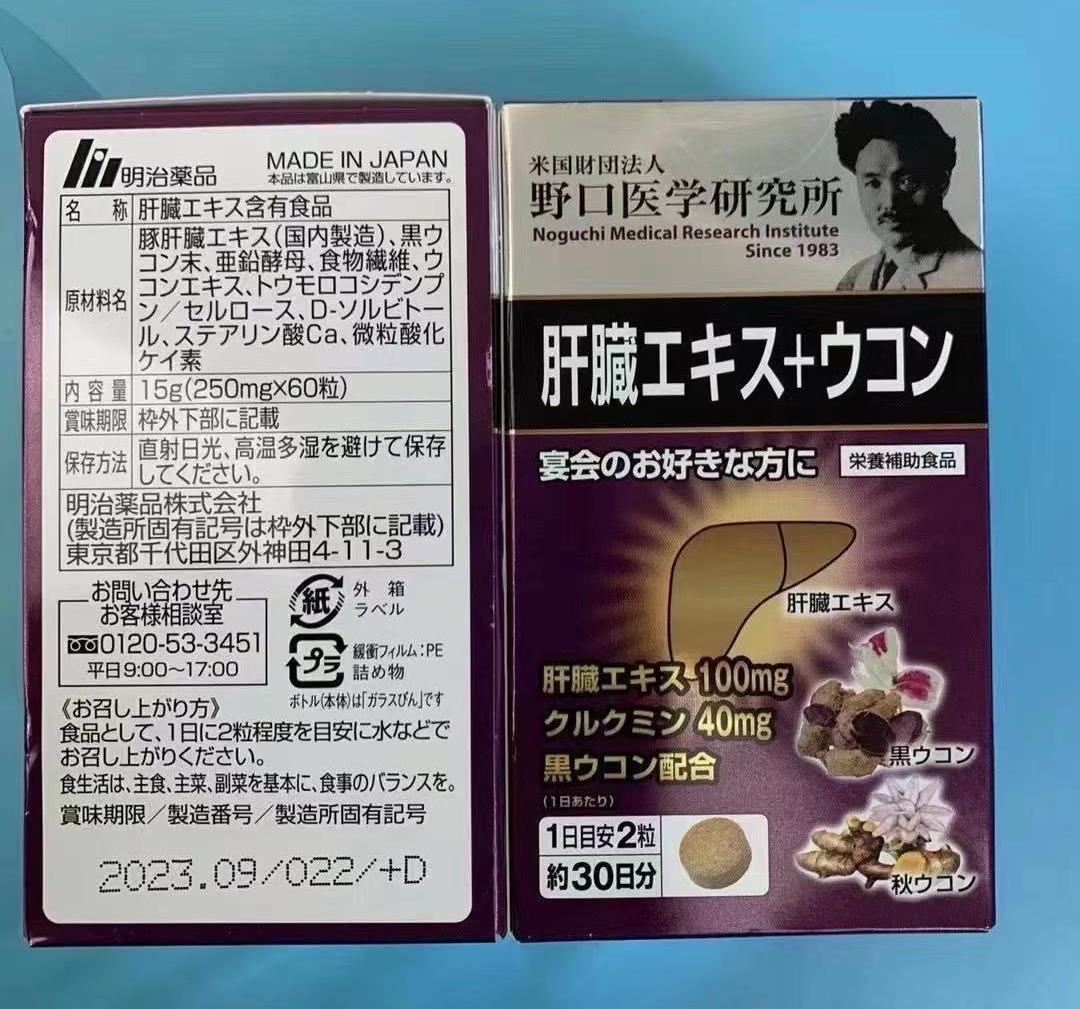 明治薬品
MADE IN JAPAN
本品は富山県で製造しています。
名 称 肝臓エキス含有食品
原材料名
豚肝臓エキス(国内製造)、黒ウ
コン末、亜鉛酵母、食物繊維、ウ
コンエキス、トウモロコシデンプ
ン/セルロース、D-ソルビトー
ル、ステアリン酸Ca、微粒酸化
ケイ素
内容量 15g(250mg×60粒)
賞味期限 枠外下部に記載
保存方法
直射日光、高温多湿を避けて保存
してください。
明治薬品株式会社
(製造所固有記号は枠外下部に記載)
東京都千代田区外神田4-11-3
お問い合わせ先
お客様相談室
0120-53-3451
平日9:00〜17:00
紙
外 箱
ラベル
プラ
緩衝フィルム:PE
詰め物
ボトル(本体)は「ガラスびん」です
《お召し上がり方》
食品として、1日に2粒程度を目安に水などで
お召し上がりください。
食生活は、主食、主菜、副菜を基本に、食事のバランスを。
賞味期限/製造番号/製造所固有記号
2023.09/022/+D
米国財団法人
野口医学研究所
Noguchi Medical Research Institute
Since 1983
肝臓エキス+ウコン
宴会のお好きな方に
栄養補助食品
肝臓エキス
肝臓エキス 100mg
クルクミン 40mg
黒ウコン配合
(1日あたり)
黒ウコン
1日目安2粒
約30日分
秋ウコン